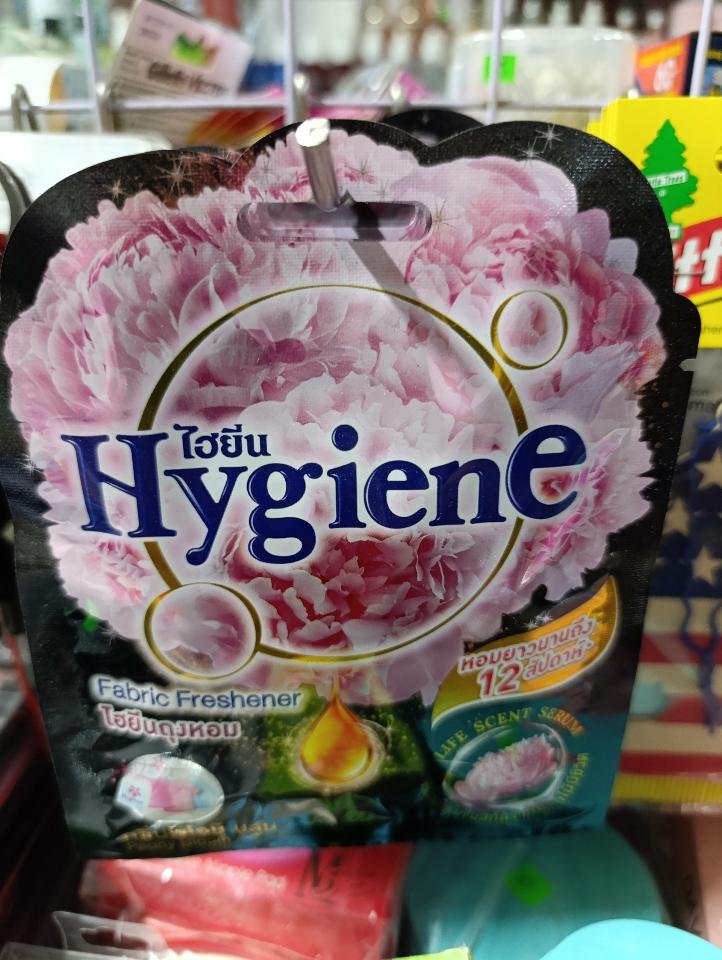 ไฮยีน
Hygiene
หอมยาวนานถึง
12 สัปดาห์*
Fabric Freshener
ไฮยีนถุงหอม
LIFE SCENT SERUM
Peony Bloom